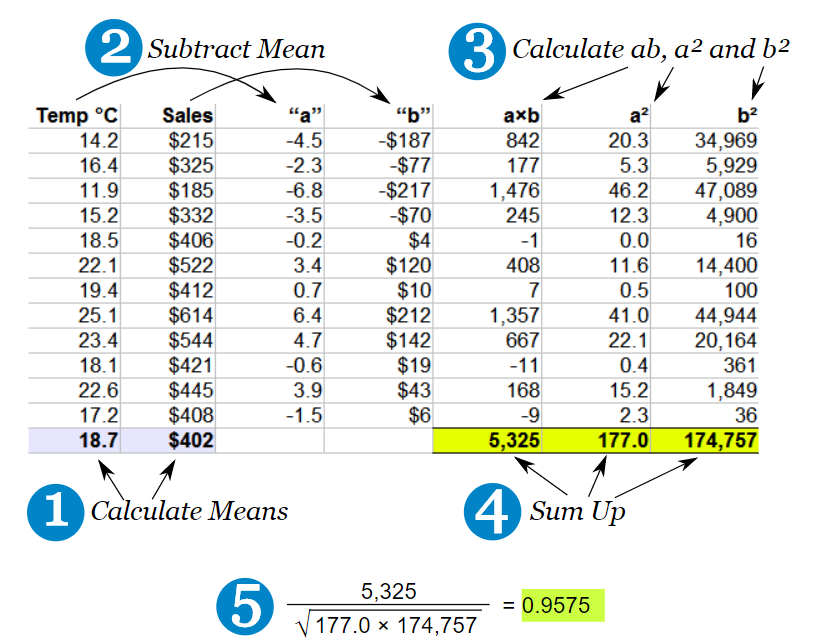 2 Subtract Mean
3 Calculate ab, a² and b²
Temp °C Sales “a” “b” a×b a² b²
14.2 $215 -4.5 -$187 842 20.3 34,969
16.4 $325 -2.3 -$77 177 5.3 5,929
11.9 $185 -6.8 -$217 1,476 46.2 47,089
15.2 $332 -3.5 -$70 245 12.3 4,900
18.5 $406 -0.2 $4 -1 0.0 16
22.1 $522 3.4 $120 408 11.6 14,400
19.4 $412 0.7 $10 7 0.5 100
25.1 $614 6.4 $212 1,357 41.0 44,944
23.4 $544 4.7 $142 667 22.1 20,164
18.1 $421 -0.6 $19 -11 0.4 361
22.6 $445 3.9 $43 168 15.2 1,849
17.2 $408 -1.5 $6 -9 2.3 36
18.7 $402 5,325 177.0 174,757
1 Calculate Means
4 Sum Up
5
5,325
√177.0 × 174,757
= 0.9575